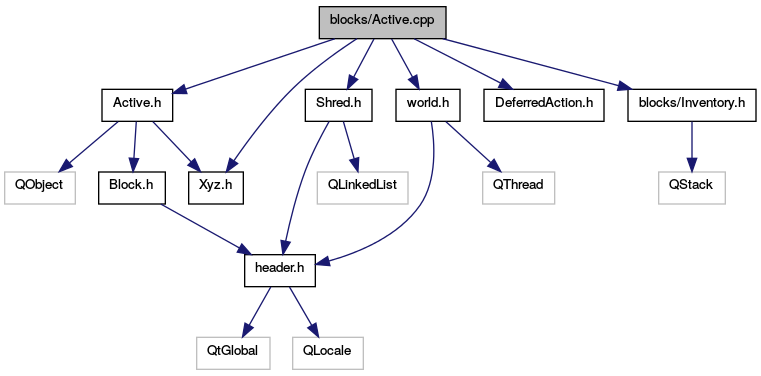 blocks/Active.cpp
Active.h
Shred.h
world.h
DeferredAction.h
blocks/Inventory.h
QObject
Block.h
Xyz.h
QLinkedList
QThread
QStack
header.h
QtGlobal
QLocale